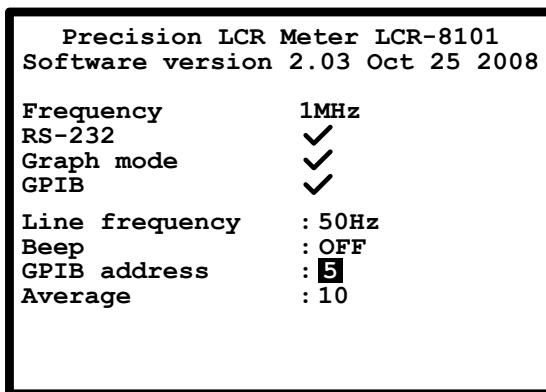 Precision LCR Meter LCR-8101
Software version 2.03 Oct 25 2008
Frequency 1MHz
RS-232 ✓
Graph mode ✓
GPIB ✓
Line frequency : 50Hz
Beep : OFF
GPIB address : 5
Average : 10